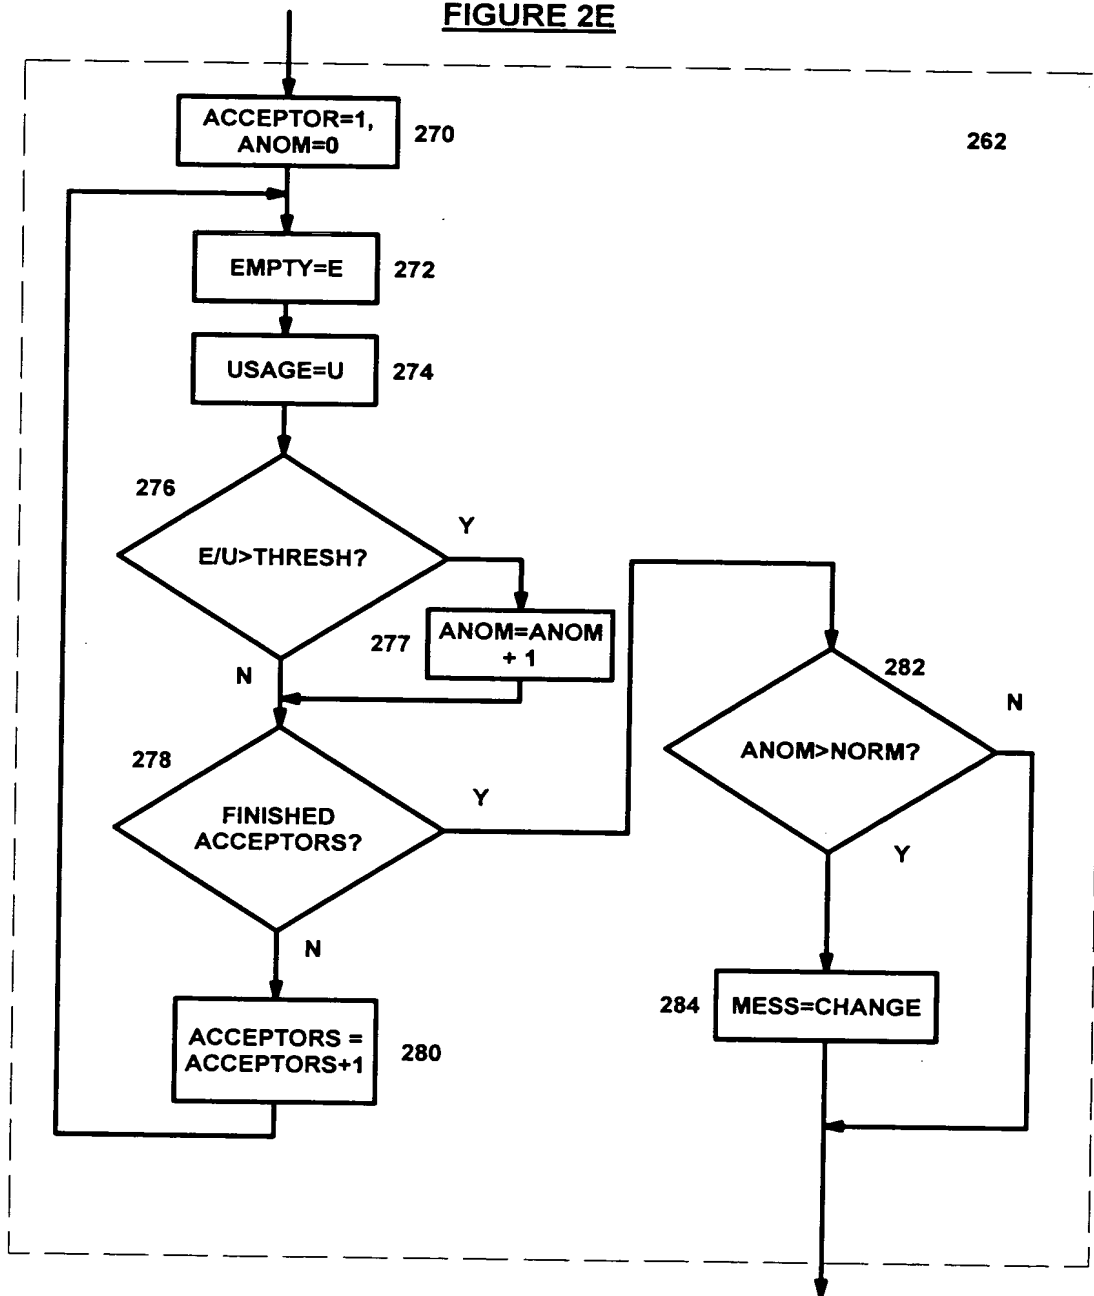 FIGURE 2E
ACCEPTOR=1,
ANOM=0
270
262
EMPTY=E
272
USAGE=U
274
276
E/U>THRESH?
Y
277
ANOM=ANOM
+ 1
N
278
FINISHED
ACCEPTORS?
Y
N
ACCEPTORS =
ACCEPTORS+1
280
282
ANOM>NORM?
N
Y
284
MESS=CHANGE